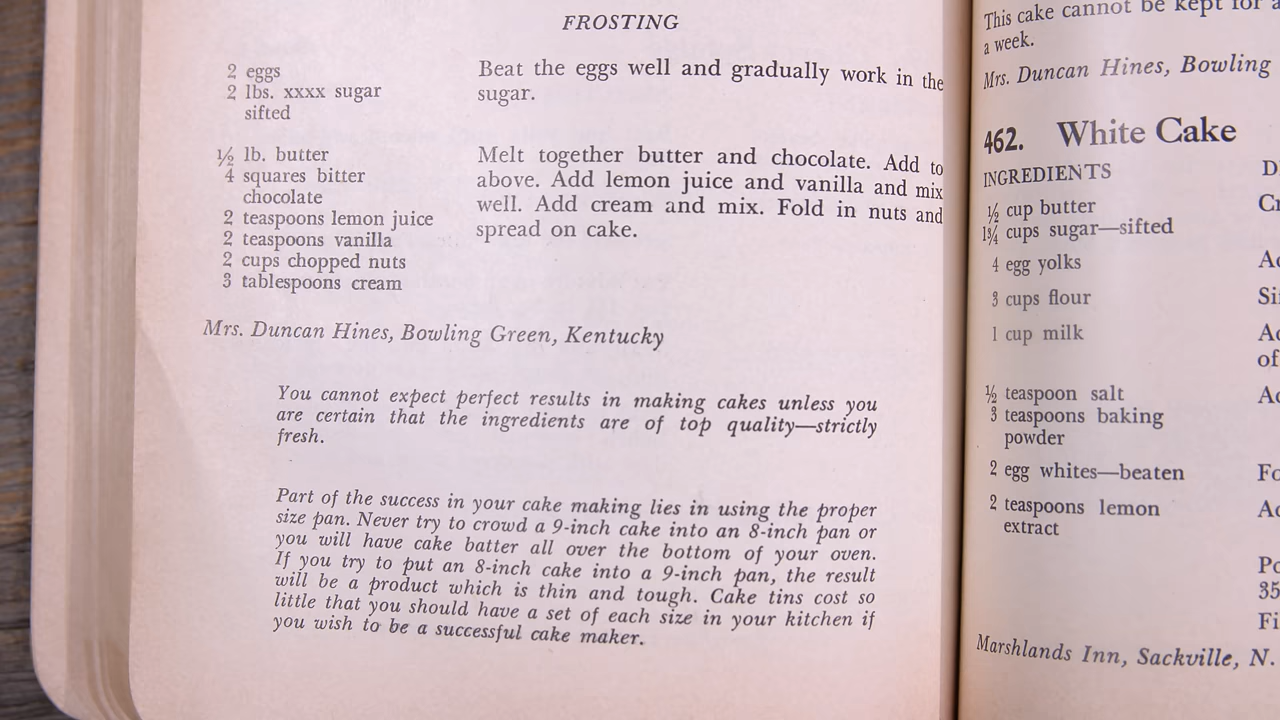 FROSTING
2 eggs
2 lbs. xxxx sugar
sifted
Beat the eggs well and gradually work in the
sugar.
½ lb. butter
4 squares bitter
chocolate
2 teaspoons lemon juice
2 teaspoons vanilla
2 cups chopped nuts
3 tablespoons cream
Melt together butter and chocolate. Add to
above. Add lemon juice and vanilla and mix
well. Add cream and mix. Fold in nuts and
spread on cake.
Mrs. Duncan Hines, Bowling Green, Kentucky
You cannot expect perfect results in making cakes unless you
are certain that the ingredients are of top quality—strictly
fresh.
Part of the success in your cake making lies in using the proper
size pan. Never try to crowd a 9-inch cake into an 8-inch pan or
you will have cake batter all over the bottom of your oven.
If you try to put an 8-inch cake into a 9-inch pan, the result
will be a product which is thin and tough. Cake tins cost so
little that you should have a set of each size in your kitchen if
you wish to be a successful cake maker.
This cake cannot be kept for a
a week.
Mrs. Duncan Hines, Bowling
462. White Cake
INGREDIENTS
½ cup butter
1¾ cups sugar—sifted
4 egg yolks
3 cups flour
1 cup milk
of
½ teaspoon salt
3 teaspoons baking
powder
2 egg whites—beaten
2 teaspoons lemon
extract
35
Marshlands Inn, Sackville, N.